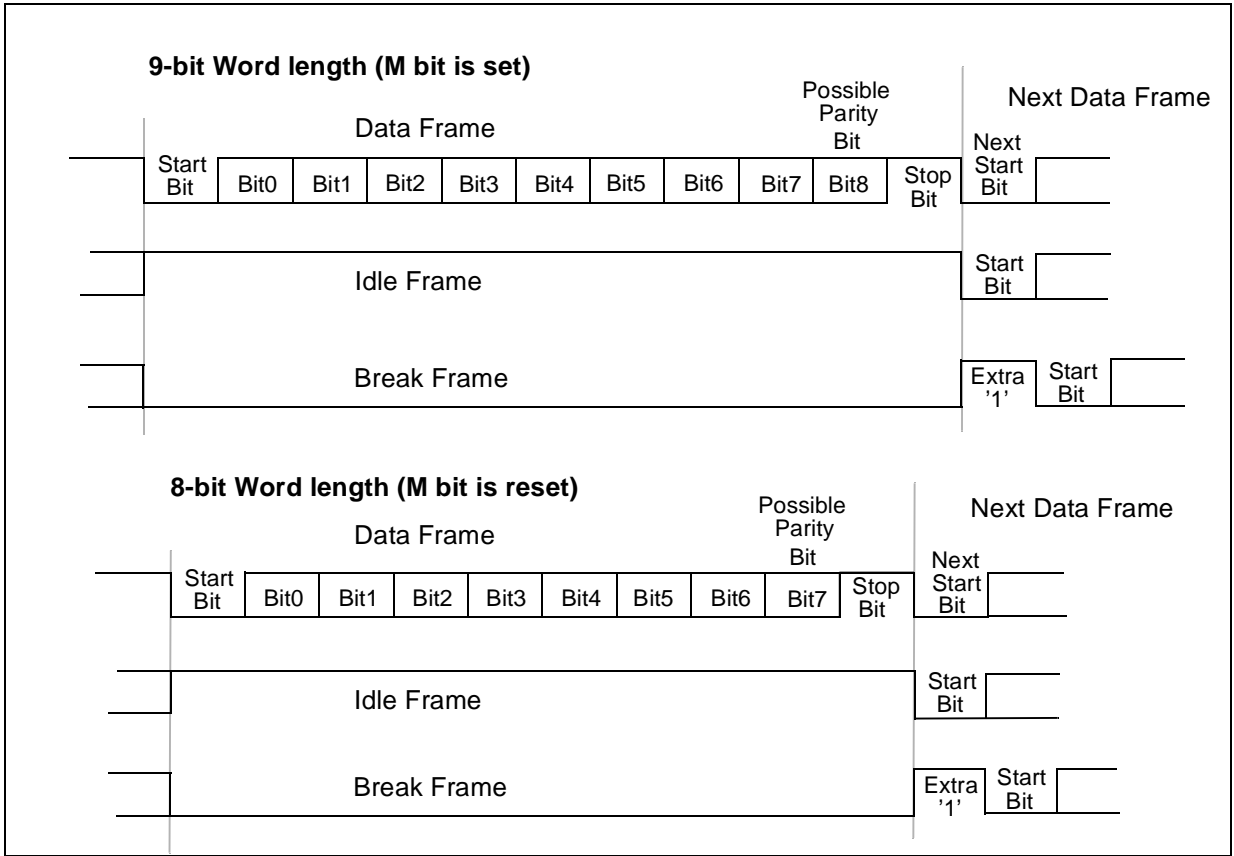 9-bit Word length (M bit is set)
Possible
Parity
Bit
Next Data Frame
Data Frame
Next
Start
Bit
Start
Bit
Bit0 Bit1 Bit2 Bit3 Bit4 Bit5 Bit6 Bit7 Bit8
Stop
Bit
Idle Frame
Start
Bit
Break Frame
Extra
'1'
Start
Bit
8-bit Word length (M bit is reset)
Possible
Parity
Bit
Next Data Frame
Data Frame
Next
Start
Bit
Start
Bit
Bit0 Bit1 Bit2 Bit3 Bit4 Bit5 Bit6 Bit7
Stop
Bit
Idle Frame
Start
Bit
Break Frame
Extra
'1'
Start
Bit